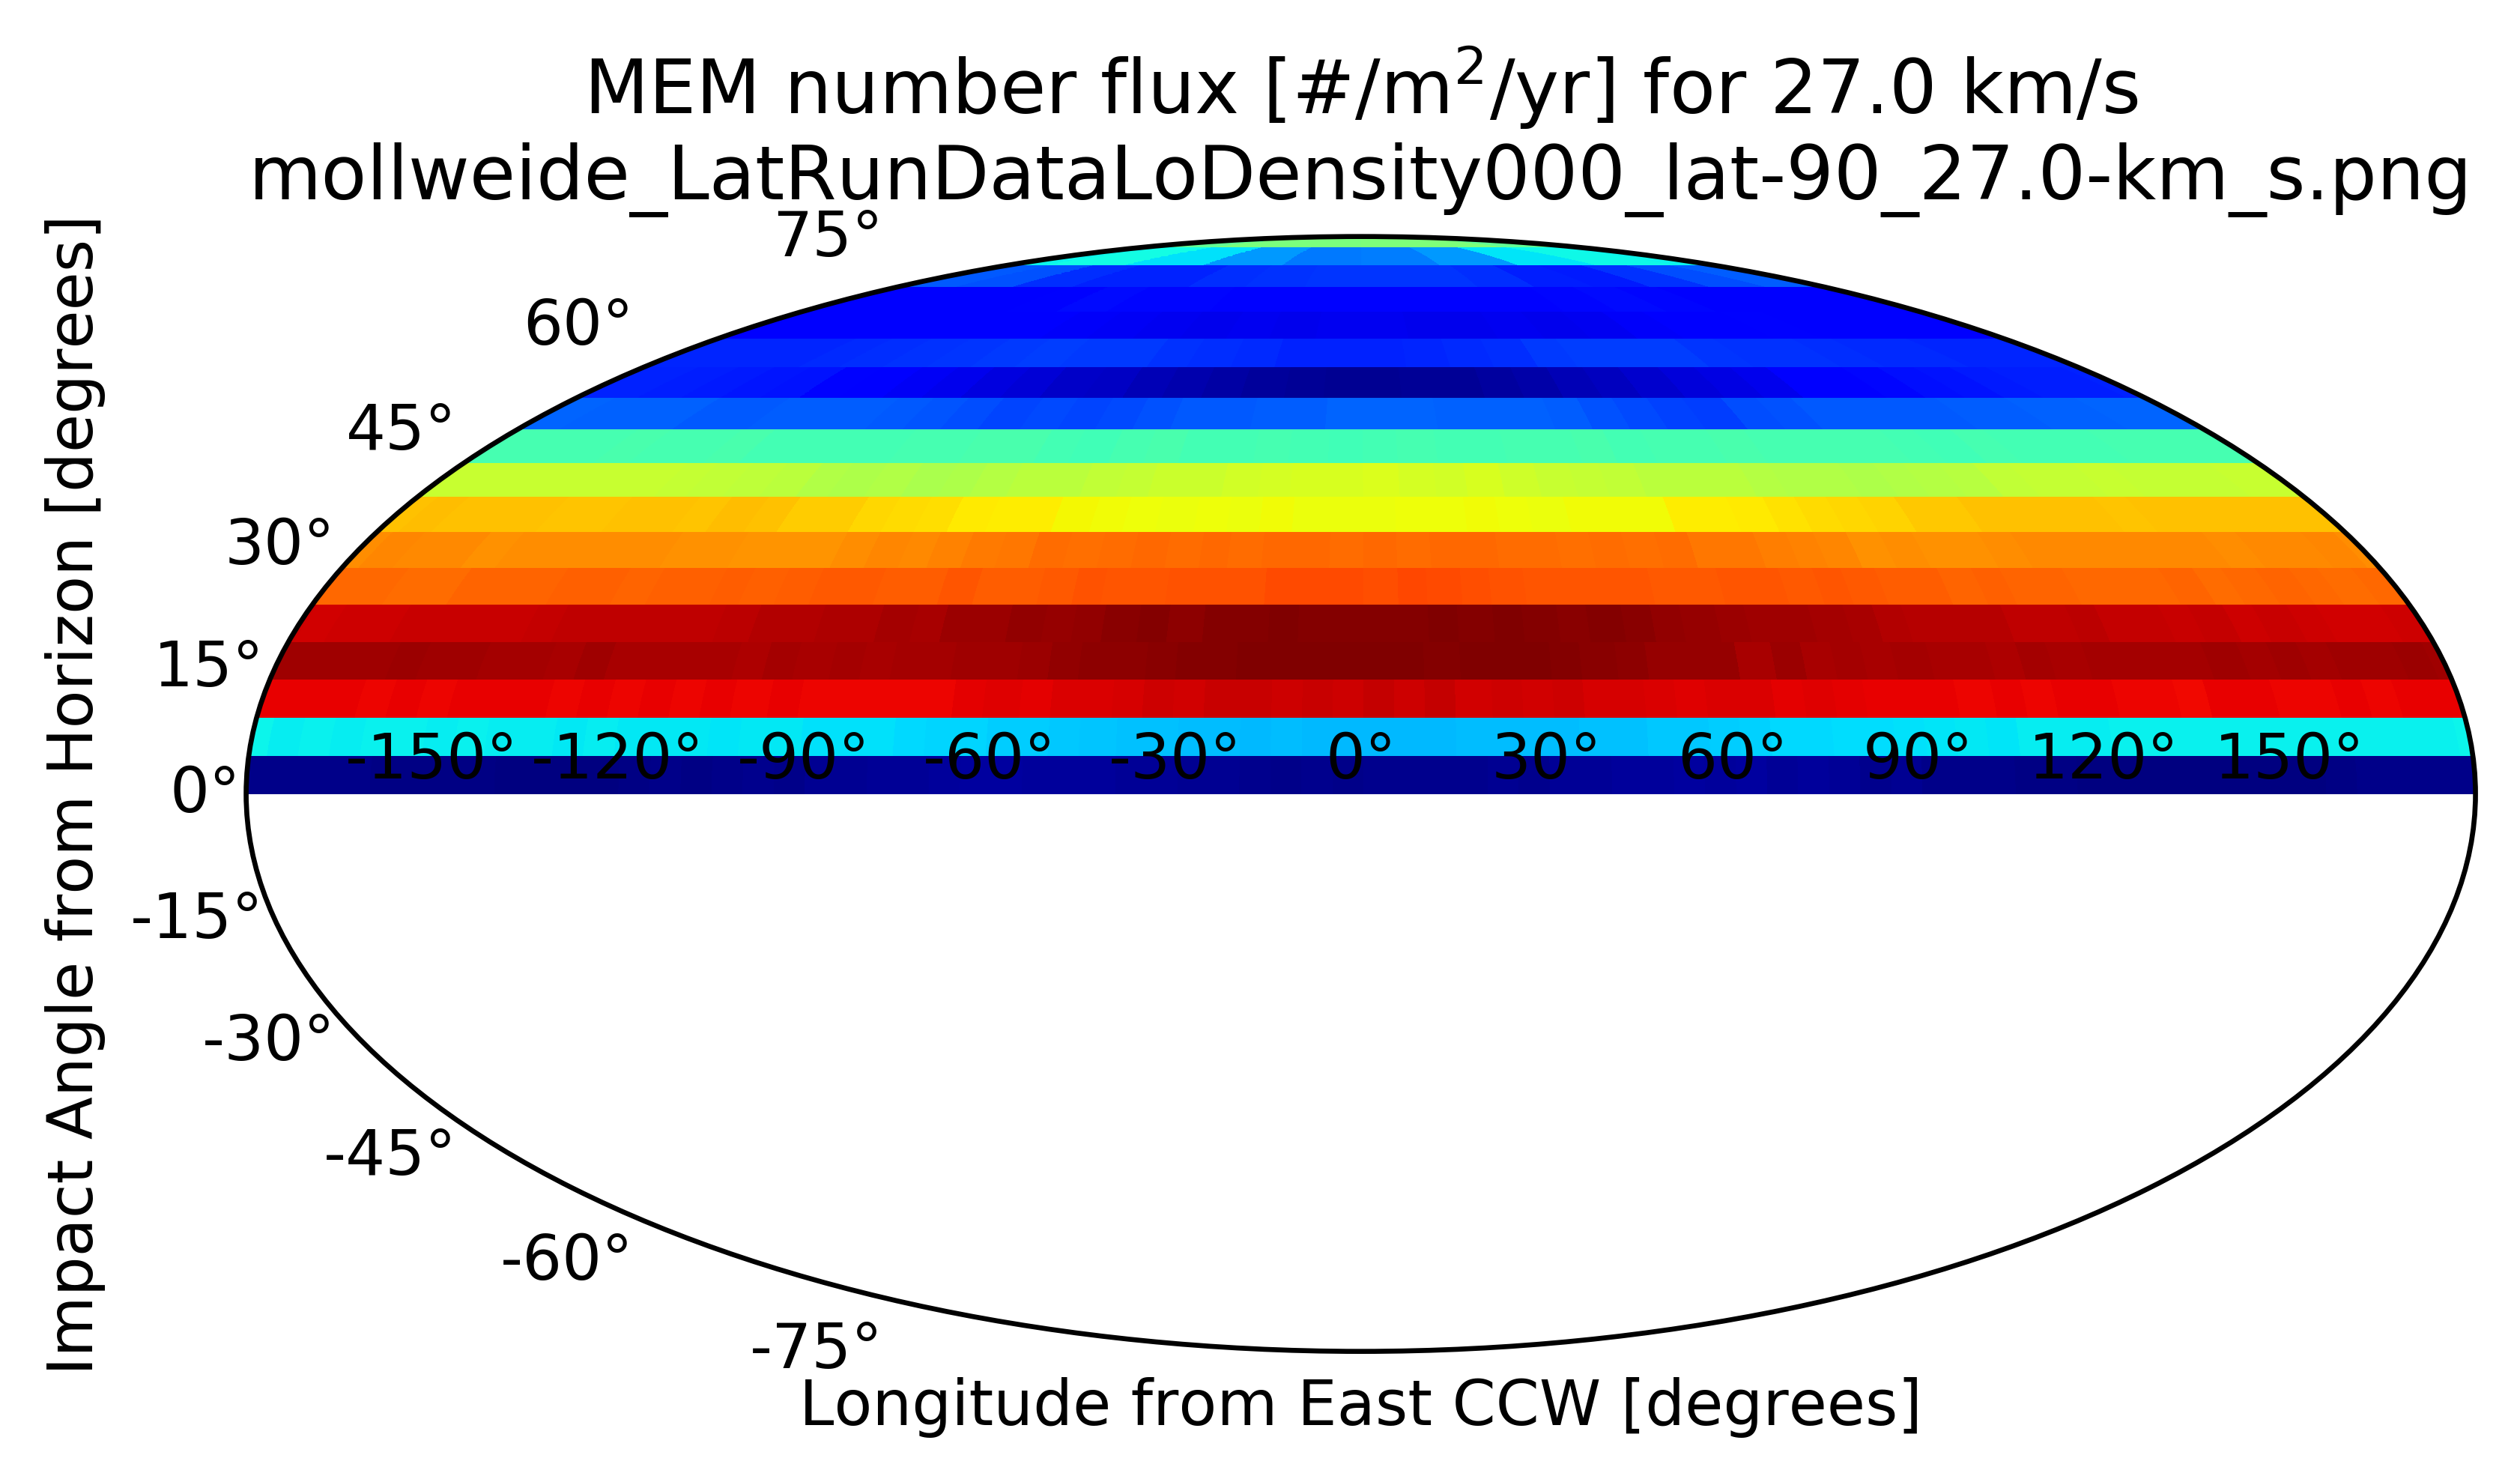 MEM number flux [#/m²/yr] for 27.0 km/s
mollweide_LatRunDataLoDensity000_lat-90_27.0-km_s.png
Impact Angle from Horizon [degrees]
75°
60°
45°
30°
15°
0°
-15°
-30°
-45°
-60°
-75°
-150° -120° -90° -60° -30° 0° 30° 60° 90° 120° 150°
Longitude from East CCW [degrees]